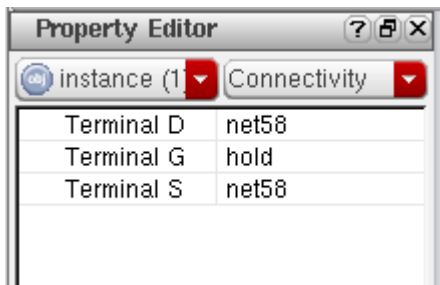 Property Editor
instance (1) Connectivity
Terminal D net58
Terminal G hold
Terminal S net58